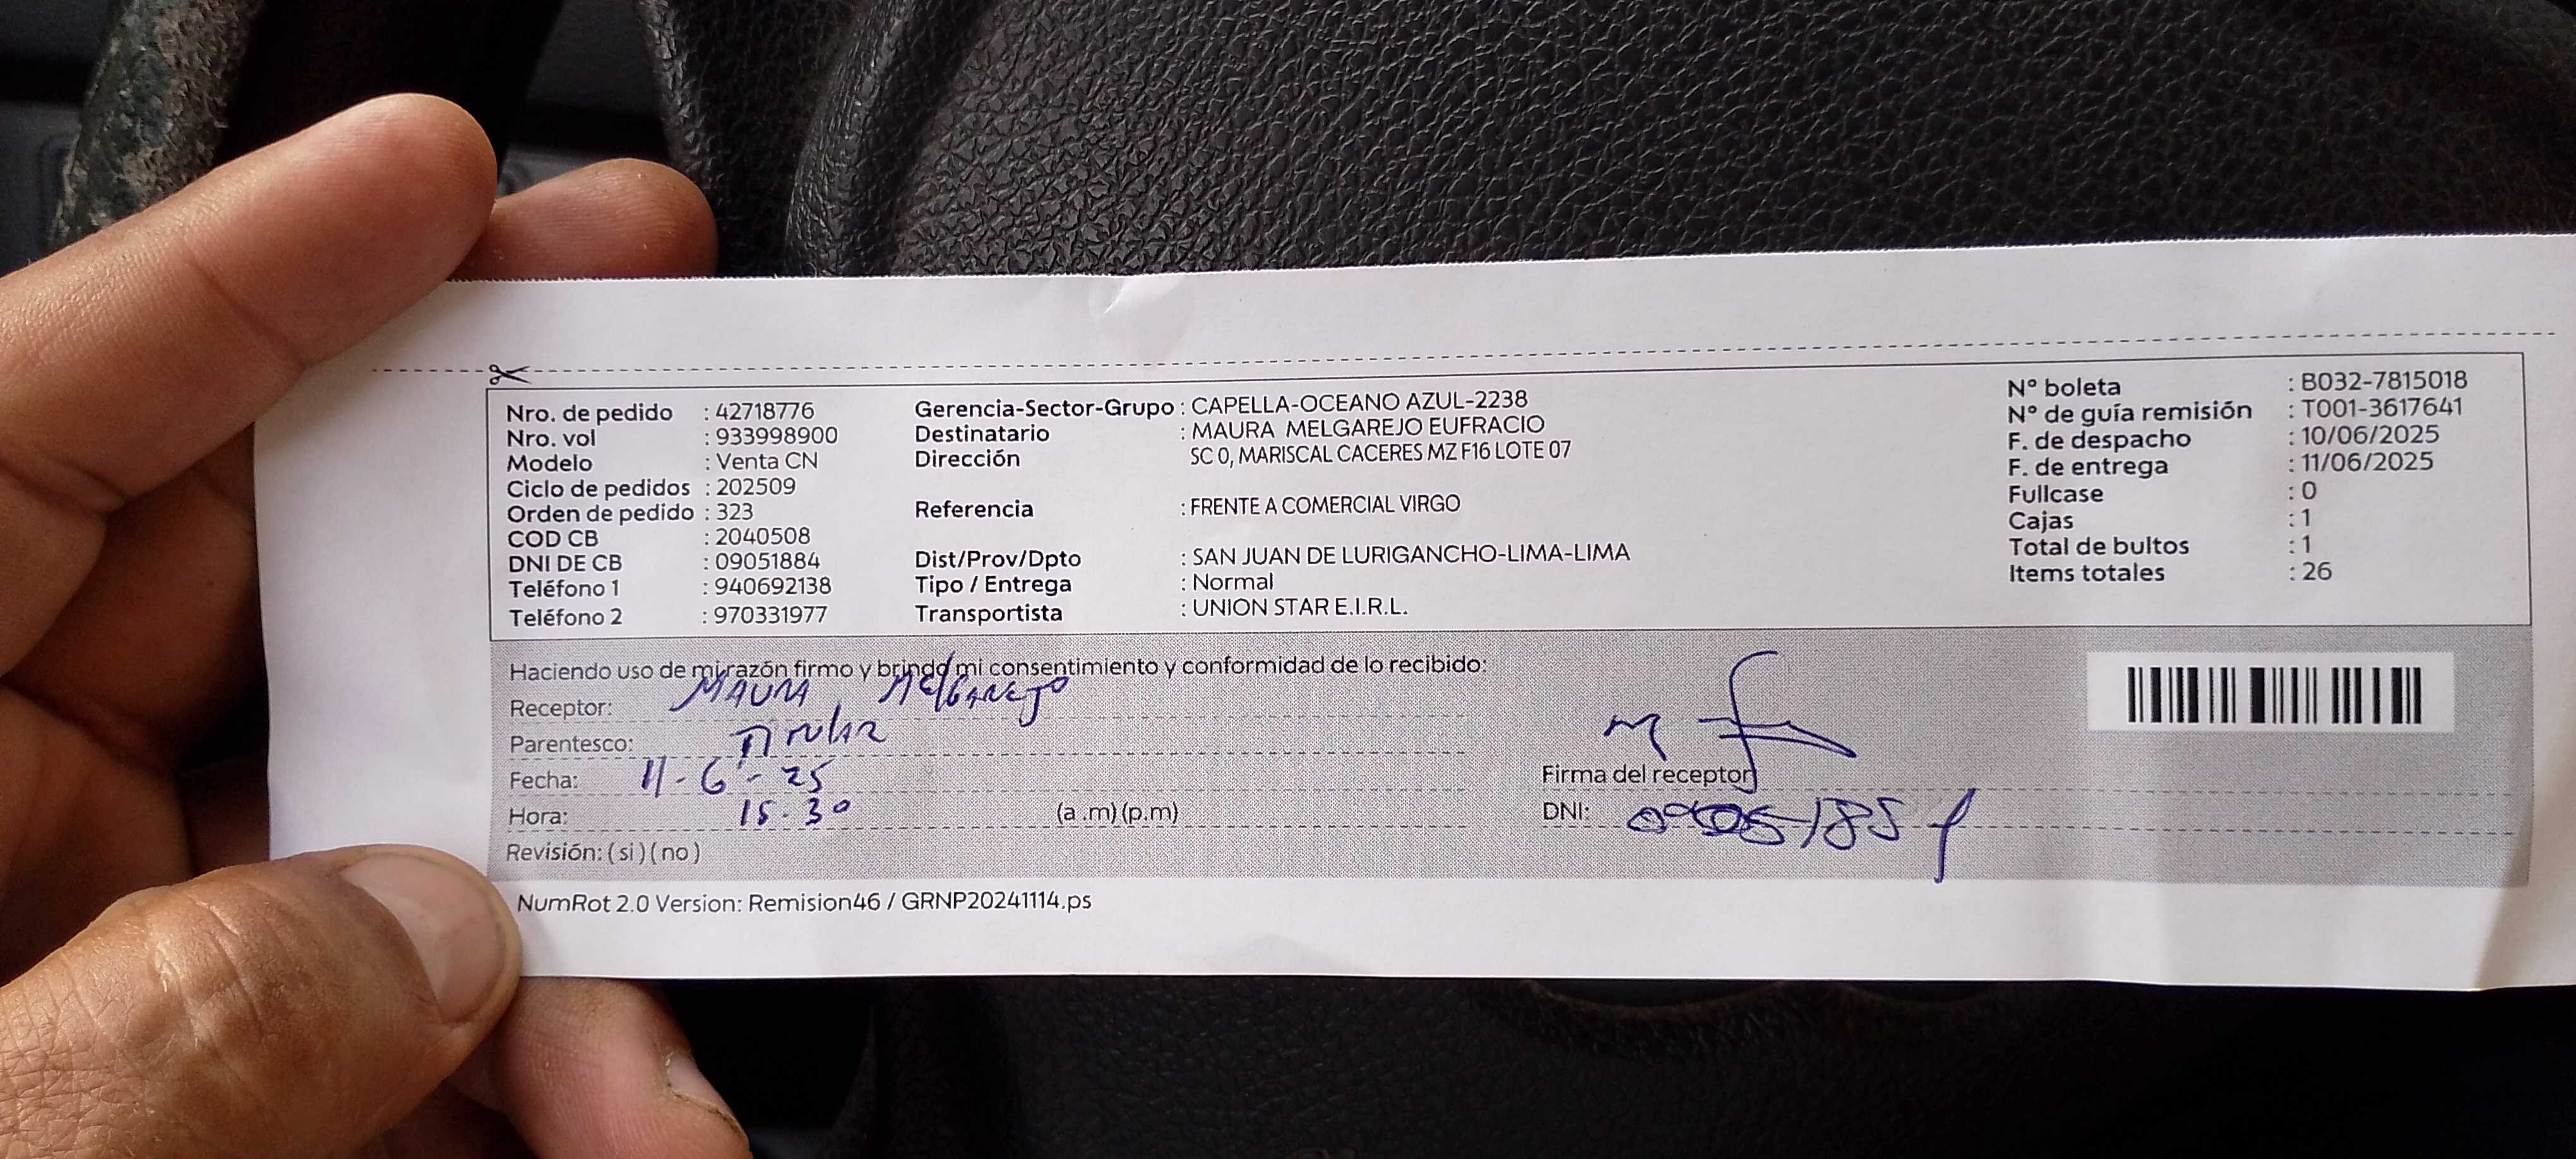 Nro. de pedido : 42718776
Nro. vol : 933998900
Modelo : Venta CN
Ciclo de pedidos : 202509
Orden de pedido : 323
COD CB : 2040508
DNI DE CB : 09051884
Teléfono 1 : 940692138
Teléfono 2 : 970331977
Gerencia-Sector-Grupo : CAPELLA-OCEANO AZUL-2238
Destinatario : MAURA MELGAREJO EUFRACIO
Dirección SC 0, MARISCAL CACERES MZ F16 LOTE 07
Referencia : FRENTE A COMERCIAL VIRGO
Dist/Prov/Dpto : SAN JUAN DE LURIGANCHO-LIMA-LIMA
Tipo / Entrega : Normal
Transportista : UNION STAR E.I.R.L.
N° boleta : B032-7815018
N° de guía remisión : T001-3617641
F. de despacho : 10/06/2025
F. de entrega : 11/06/2025
Fullcase : 0
Cajas : 1
Total de bultos : 1
Items totales : 26
Haciendo uso de mi razón firmo y brindo mi consentimiento y conformidad de lo recibido:
Receptor: MAURA MElGAREJO
Parentesco: TiTulAR
Fecha: 11-6-25
Hora: 15.30 (a .m) (p.m)
Revisión: ( si ) ( no )
Firma del receptor
DNI:
NumRot 2.0 Version: Remision46 / GRNP20241114.ps